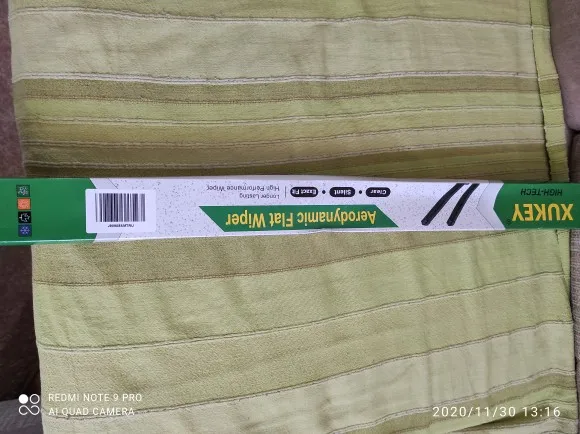 XUKEY
HIGH-TECH
Aerodynamic Flat Wiper
Longer Lasting
High Performance Wiper,
Clear • Silent • Exact Fit
REDMI NOTE 9 PRO
AI QUAD CAMERA
2020/11/30 13:16